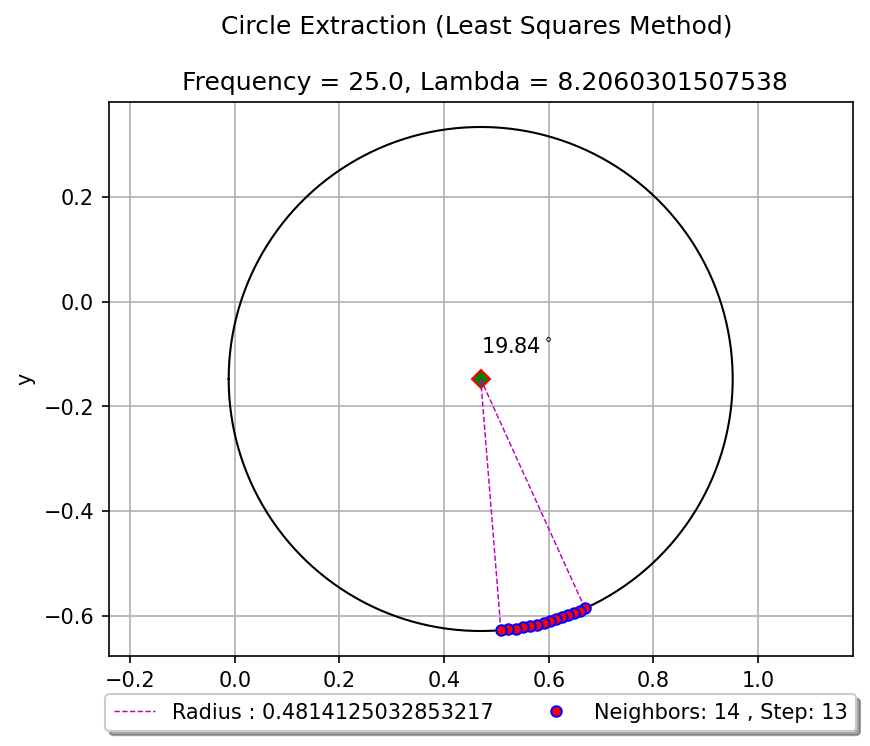 Circle Extraction (Least Squares Method)
Frequency = 25.0, Lambda = 8.2060301507538
0.2
0.0
−0.2
−0.4
−0.6
y
19.84°
−0.2 0.0 0.2 0.4 0.6 0.8 1.0
Radius : 0.4814125032853217 Neighbors: 14 , Step: 13